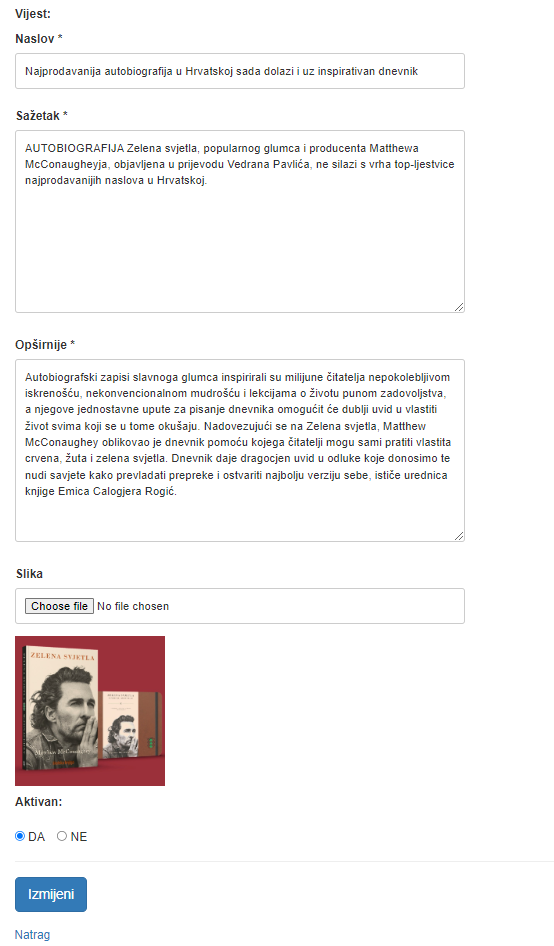 Vijest:
Naslov *
Najprodavanija autobiografija u Hrvatskoj sada dolazi i uz inspirativan dnevnik
Sažetak *
AUTOBIOGRAFIJA Zelena svjetla, popularnog glumca i producenta Matthewa
McConaugheyja, objavljena u prijevodu Vedrana Pavlića, ne silazi s vrha top-ljestvice
najprodavanijih naslova u Hrvatskoj.
Opširnije *
Autobiografski zapisi slavnoga glumca inspirirali su milijune čitatelja nepokolebljivom
iskrenošću, nekonvencionalnom mudrošću i lekcijama o životu punom zadovoljstva,
a njegove jednostavne upute za pisanje dnevnika omogućit će dublji uvid u vlastiti
život svima koji se u tome okušaju. Nadovezujući se na Zelena svjetla, Matthew
McConaughey oblikovao je dnevnik pomoću kojega čitatelji mogu sami pratiti vlastita
crvena, žuta i zelena svjetla. Dnevnik daje dragocjen uvid u odluke koje donosimo te
nudi savjete kako prevladati prepreke i ostvariti najbolju verziju sebe, ističe urednica
knjige Emica Calogjera Rogić.
Slika
Choose file No file chosen
ZELENA SVJETLA
Aktivan:
DA NE
Izmijeni
Natrag